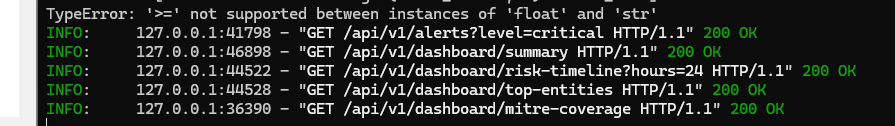 TypeError: '>=' not supported between instances of 'float' and 'str'
INFO:     127.0.0.1:41798 - "GET /api/v1/alerts?level=critical HTTP/1.1" 200 OK
INFO:     127.0.0.1:46898 - "GET /api/v1/dashboard/summary HTTP/1.1" 200 OK
INFO:     127.0.0.1:44522 - "GET /api/v1/dashboard/risk-timeline?hours=24 HTTP/1.1" 200 OK
INFO:     127.0.0.1:44528 - "GET /api/v1/dashboard/top-entities HTTP/1.1" 200 OK
INFO:     127.0.0.1:36390 - "GET /api/v1/dashboard/mitre-coverage HTTP/1.1" 200 OK